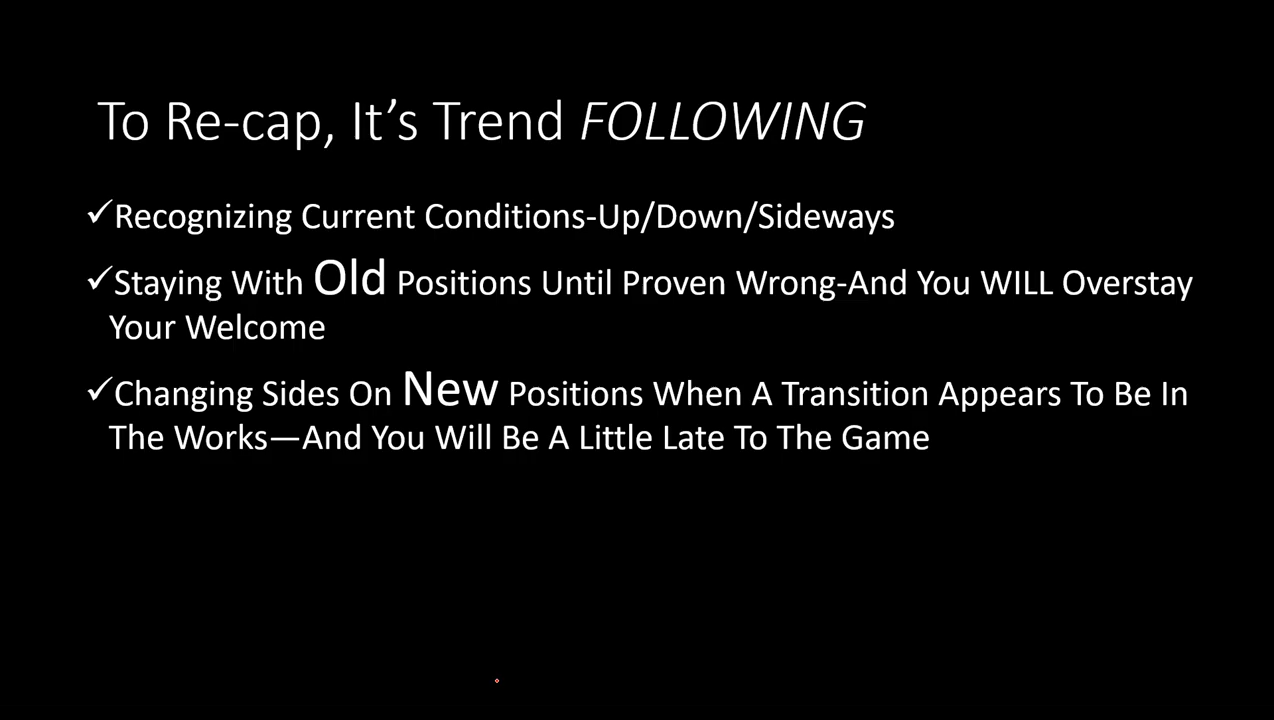 To Re-cap, It’s Trend FOLLOWING
✓Recognizing Current Conditions-Up/Down/Sideways
✓Staying With Old Positions Until Proven Wrong-And You WILL Overstay
Your Welcome
✓Changing Sides On New Positions When A Transition Appears To Be In
The Works—And You Will Be A Little Late To The Game